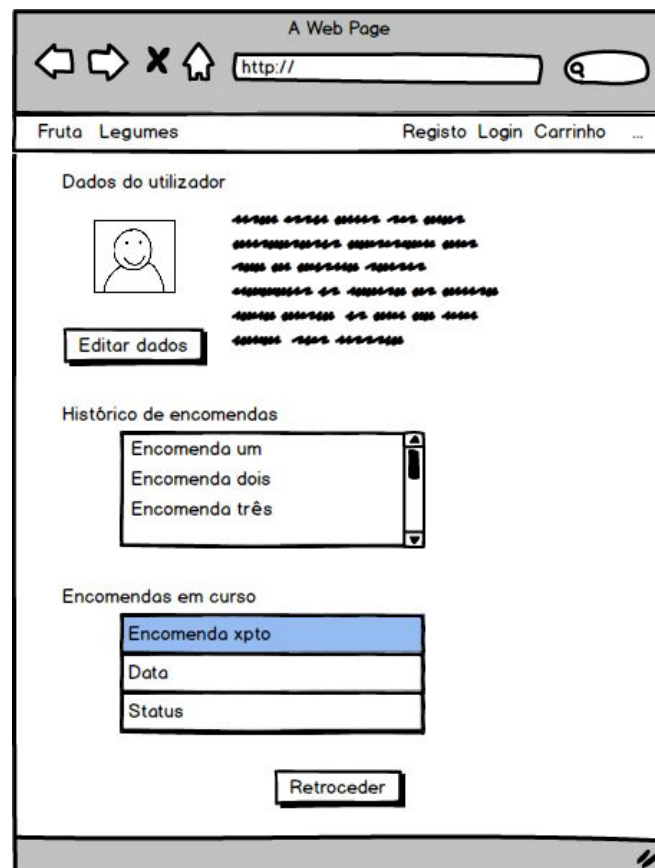 A Web Page
http://
Fruta Legumes Registo Login Carrinho ...
Dados do utilizador
Editar dados
Histórico de encomendas
Encomenda um
Encomenda dois
Encomenda três
Encomendas em curso
Encomenda xpto
Data
Status
Retroceder